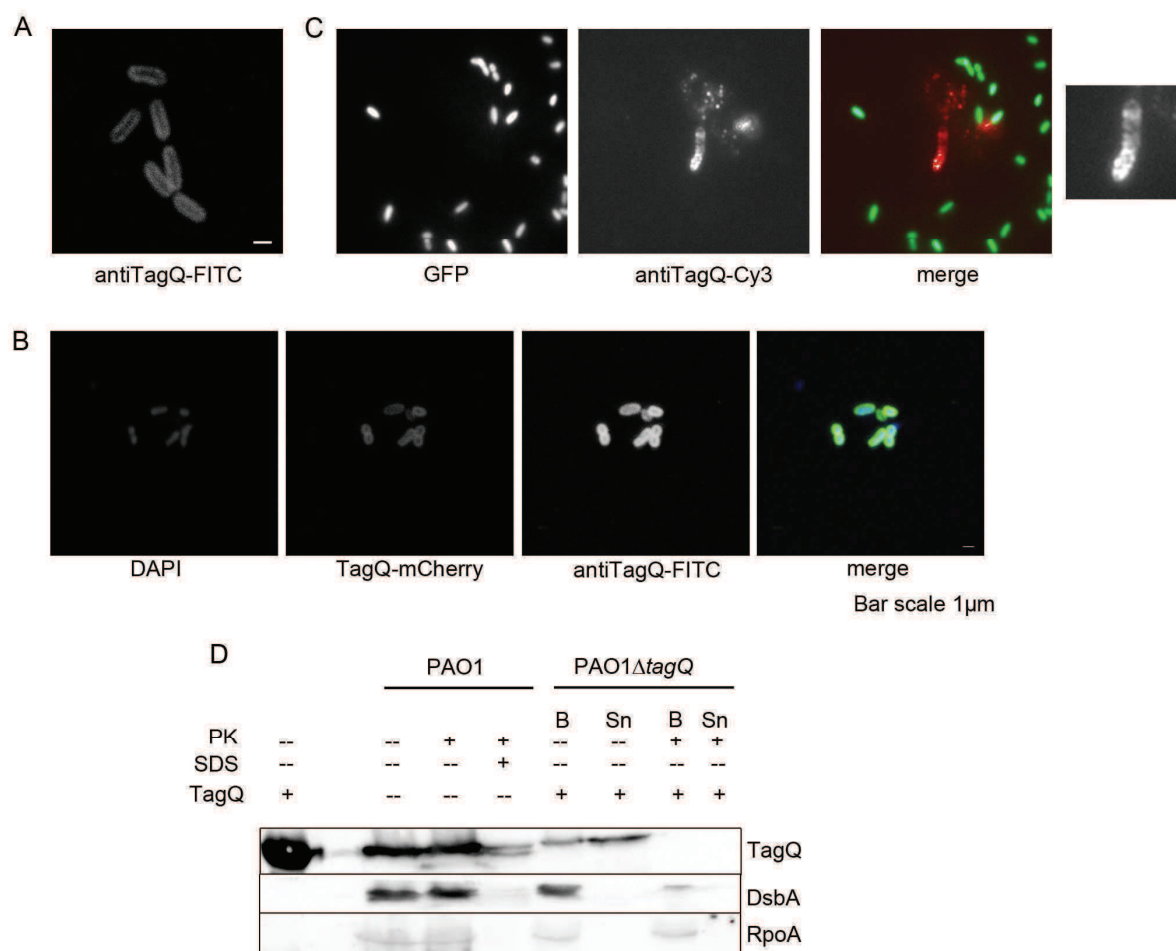 A
C
antiTagQ-FITC
GFP
antiTagQ-Cy3
merge
B
DAPI
TagQ-mCherry
antiTagQ-FITC
merge
Bar scale 1µm
D
PAO1
PAO1ΔtagQ
B Sn B Sn
PK -- -- + + -- -- + +
SDS -- -- -- + -- -- -- --
TagQ + -- -- -- + + + +
TagQ
DsbA
RpoA